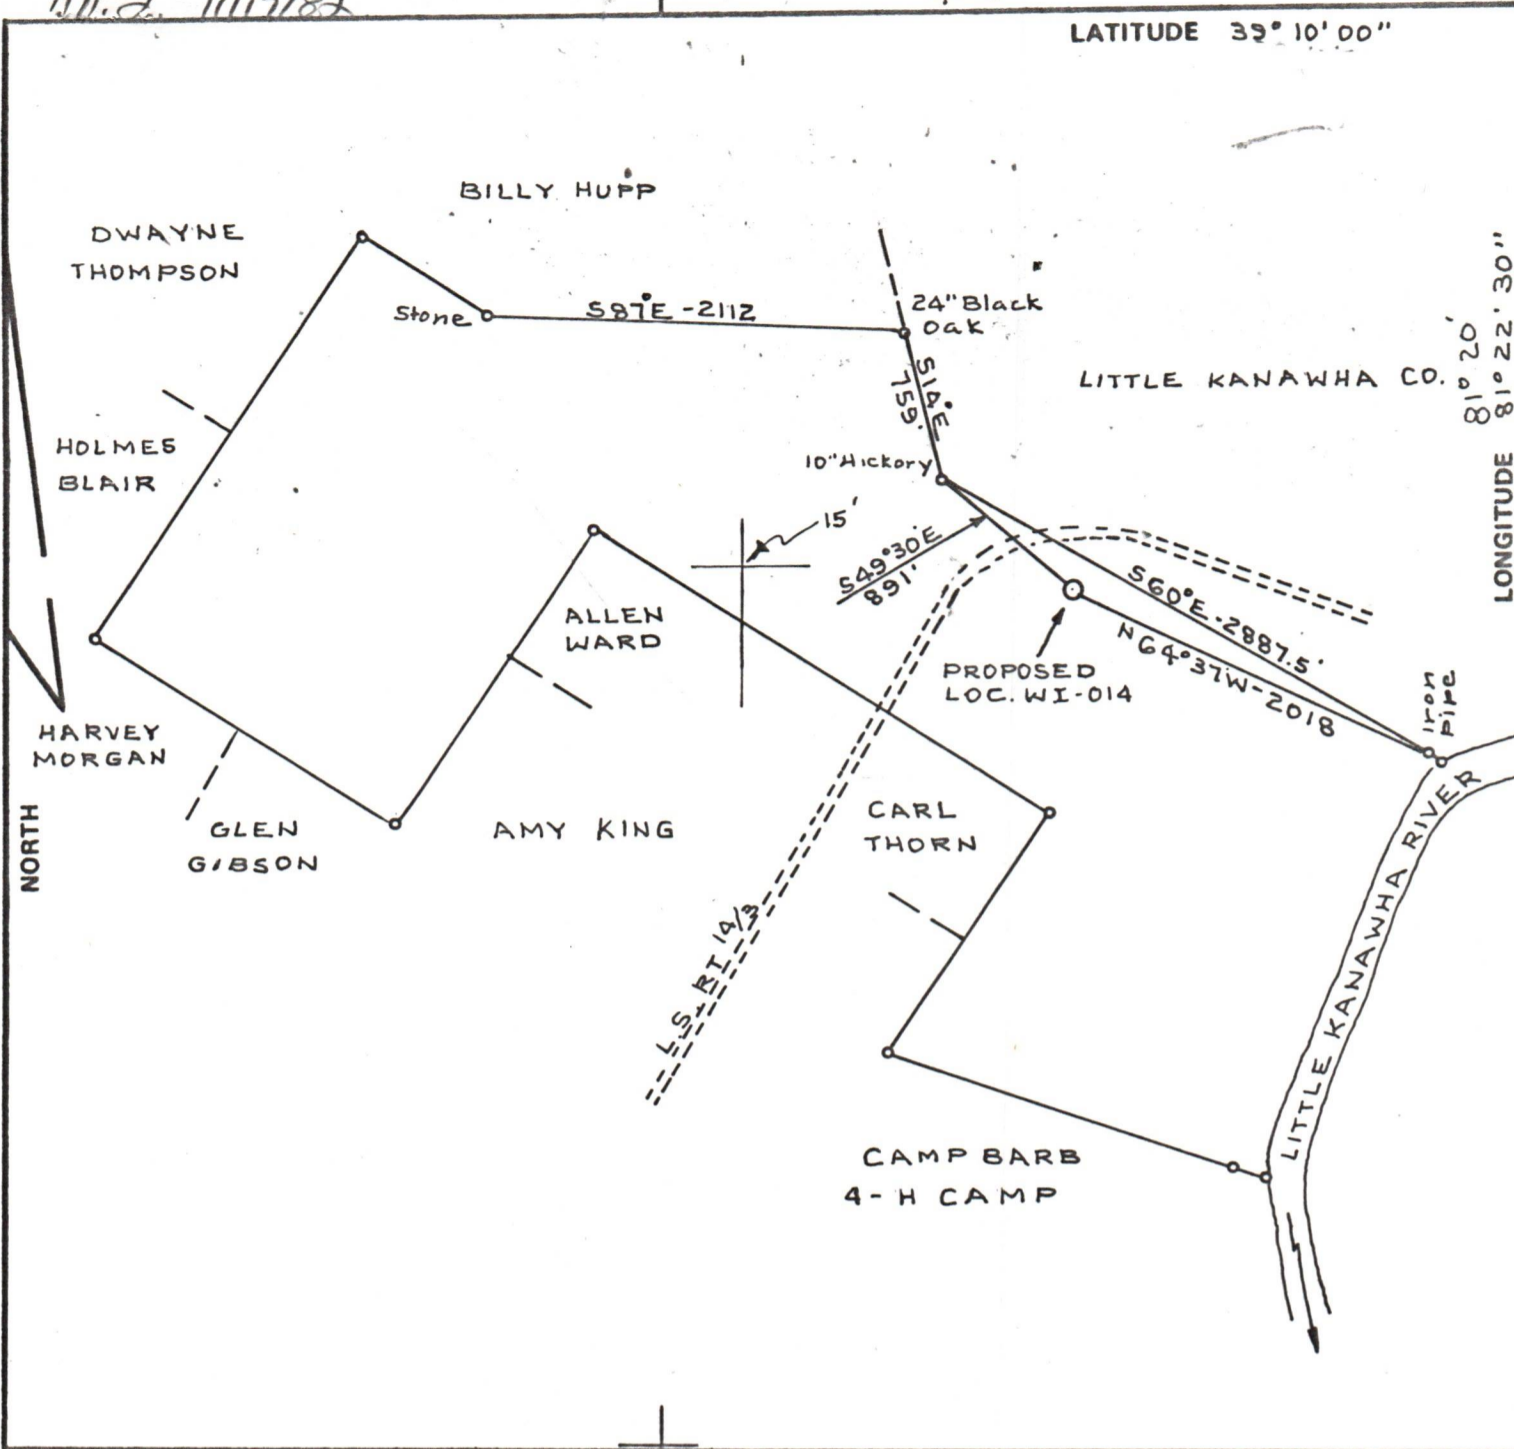 LATITUDE 39° 10' 00"
BILLY HUPP
DWAYNE
THOMPSON
Stone
S87°E-2112
24" Black
Oak
S14°E
759'
LITTLE KANAWHA CO.
81° 20'
81° 22' 30"
LONGITUDE
HOLMES
BLAIR
10" Hickory
15'
S49°30'E
891'
S60°E-2887.5'
N64°37'W-2018
ALLEN
WARD
PROPOSED
LOC. WI-014
Iron
Pipe
HARVEY
MORGAN
NORTH
GLEN
GIBSON
AMY KING
CARL
THORN
L.S. RT 14/3
LITTLE KANAWHA RIVER
CAMP BARB
4-H CAMP